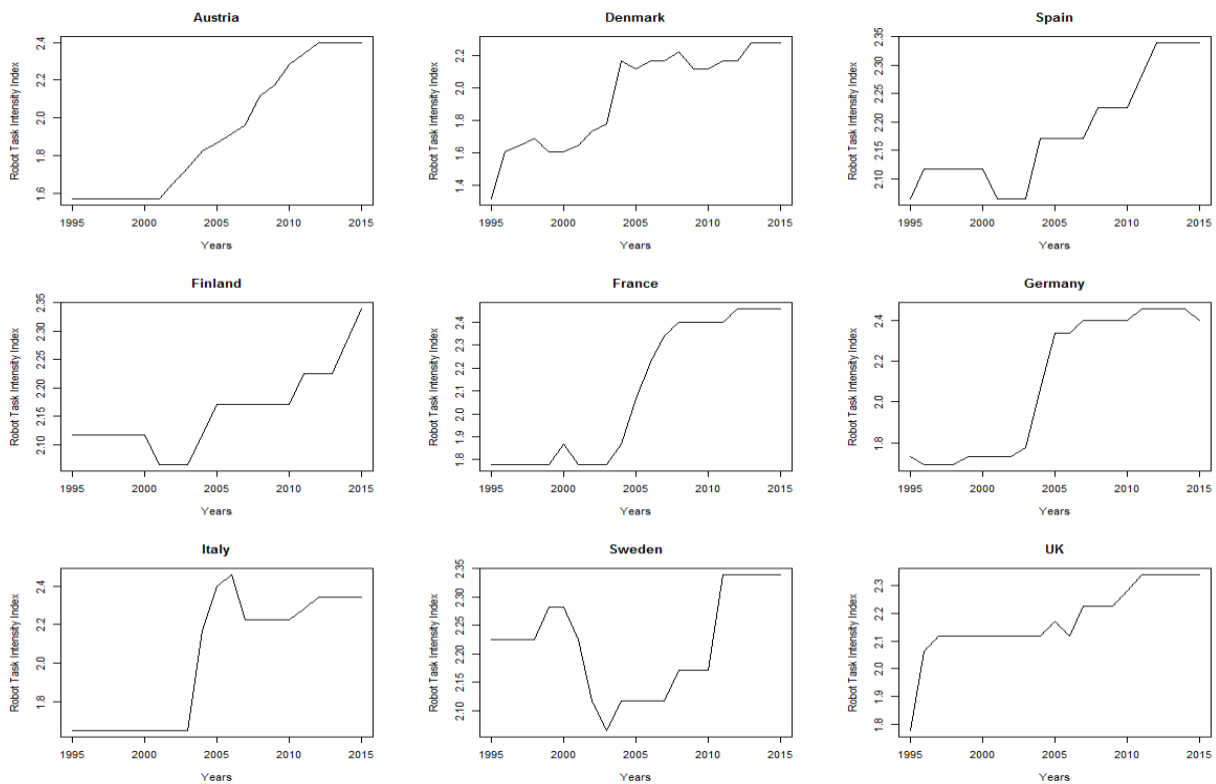 Austria
Robot Task Intensity Index
2.4
2.2
2.0
1.8
1.6
1995 2000 2005 2010 2015
Years
Denmark
Robot Task Intensity Index
2.2
2.0
1.8
1.6
1.4
1995 2000 2005 2010 2015
Years
Spain
Robot Task Intensity Index
2.35
2.30
2.25
2.20
2.15
2.10
1995 2000 2005 2010 2015
Years
Finland
Robot Task Intensity Index
2.35
2.30
2.25
2.20
2.15
2.10
1995 2000 2005 2010 2015
Years
France
Robot Task Intensity Index
2.4
2.3
2.2
2.1
2.0
1.9
1.8
1995 2000 2005 2010 2015
Years
Germany
Robot Task Intensity Index
2.4
2.2
2.0
1.8
1995 2000 2005 2010 2015
Years
Italy
Robot Task Intensity Index
2.4
2.2
2.0
1.8
1995 2000 2005 2010 2015
Years
Sweden
Robot Task Intensity Index
2.35
2.30
2.25
2.20
2.15
2.10
1995 2000 2005 2010 2015
Years
UK
Robot Task Intensity Index
2.3
2.2
2.1
2.0
1.9
1.8
1995 2000 2005 2010 2015
Years